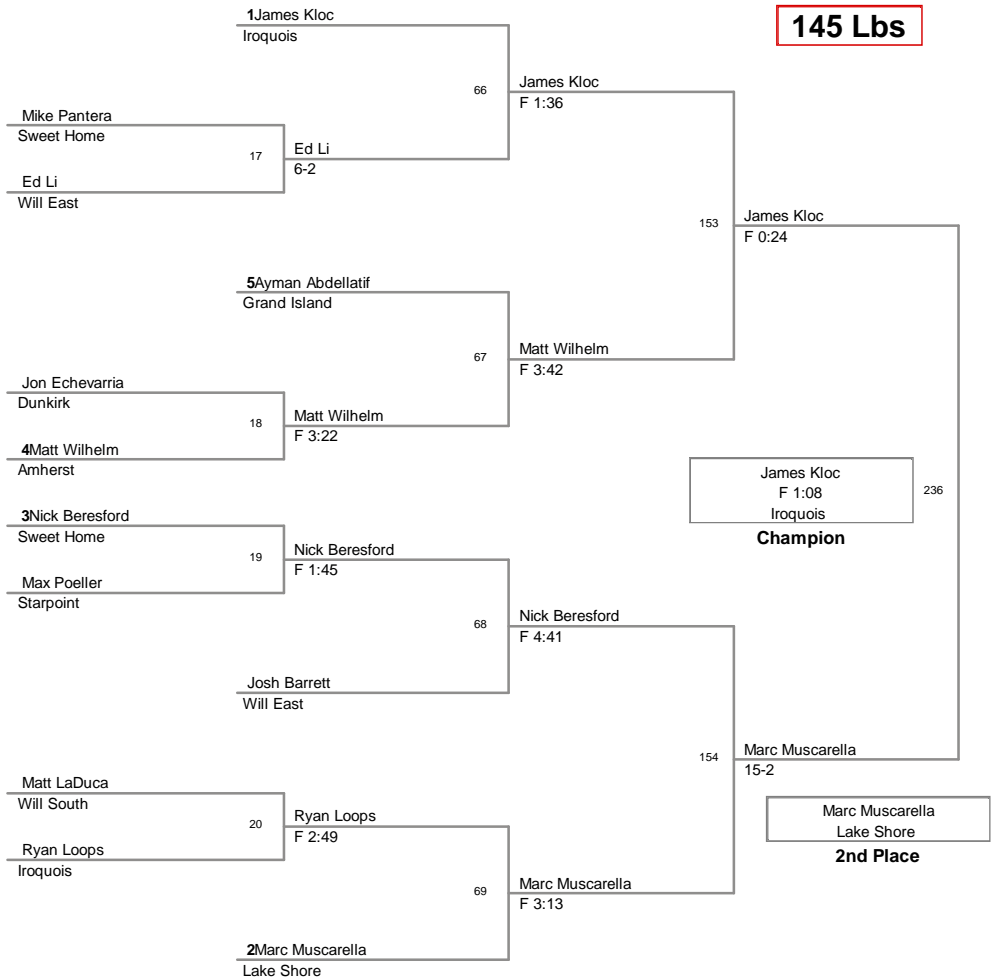 145 Lbs
1James Kloc
Iroquois
66
James Kloc
F 1:36
Mike Pantera
Sweet Home
17
Ed Li
6-2
Ed Li
Will East
153
James Kloc
F 0:24
5Ayman Abdellatif
Grand Island
67
Matt Wilhelm
F 3:42
Jon Echevarria
Dunkirk
18
Matt Wilhelm
F 3:22
4Matt Wilhelm
Amherst
James Kloc
F 1:08
Iroquois
Champion
236
3Nick Beresford
Sweet Home
19
Nick Beresford
F 1:45
Max Poeller
Starpoint
68
Nick Beresford
F 4:41
Josh Barrett
Will East
154
Marc Muscarella
15-2
Matt LaDuca
Will South
20
Ryan Loops
F 2:49
Ryan Loops
Iroquois
Marc Muscarella
Lake Shore
2nd Place
69
Marc Muscarella
F 3:13
2Marc Muscarella
Lake Shore